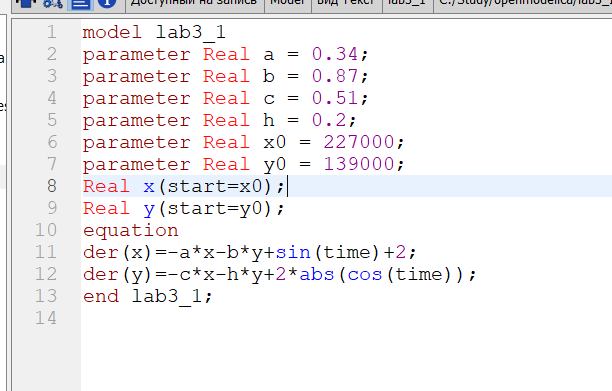 Доступный на запись Model Вид Текст lab3_1
1 model lab3_1
2 parameter Real a = 0.34;
3 parameter Real b = 0.87;
4 parameter Real c = 0.51;
5 parameter Real h = 0.2;
6 parameter Real x0 = 227000;
7 parameter Real y0 = 139000;
8 Real x(start=x0);
9 Real y(start=y0);
10 equation
11 der(x)=-a*x-b*y+sin(time)+2;
12 der(y)=-c*x-h*y+2*abs(cos(time));
13 end lab3_1;
14